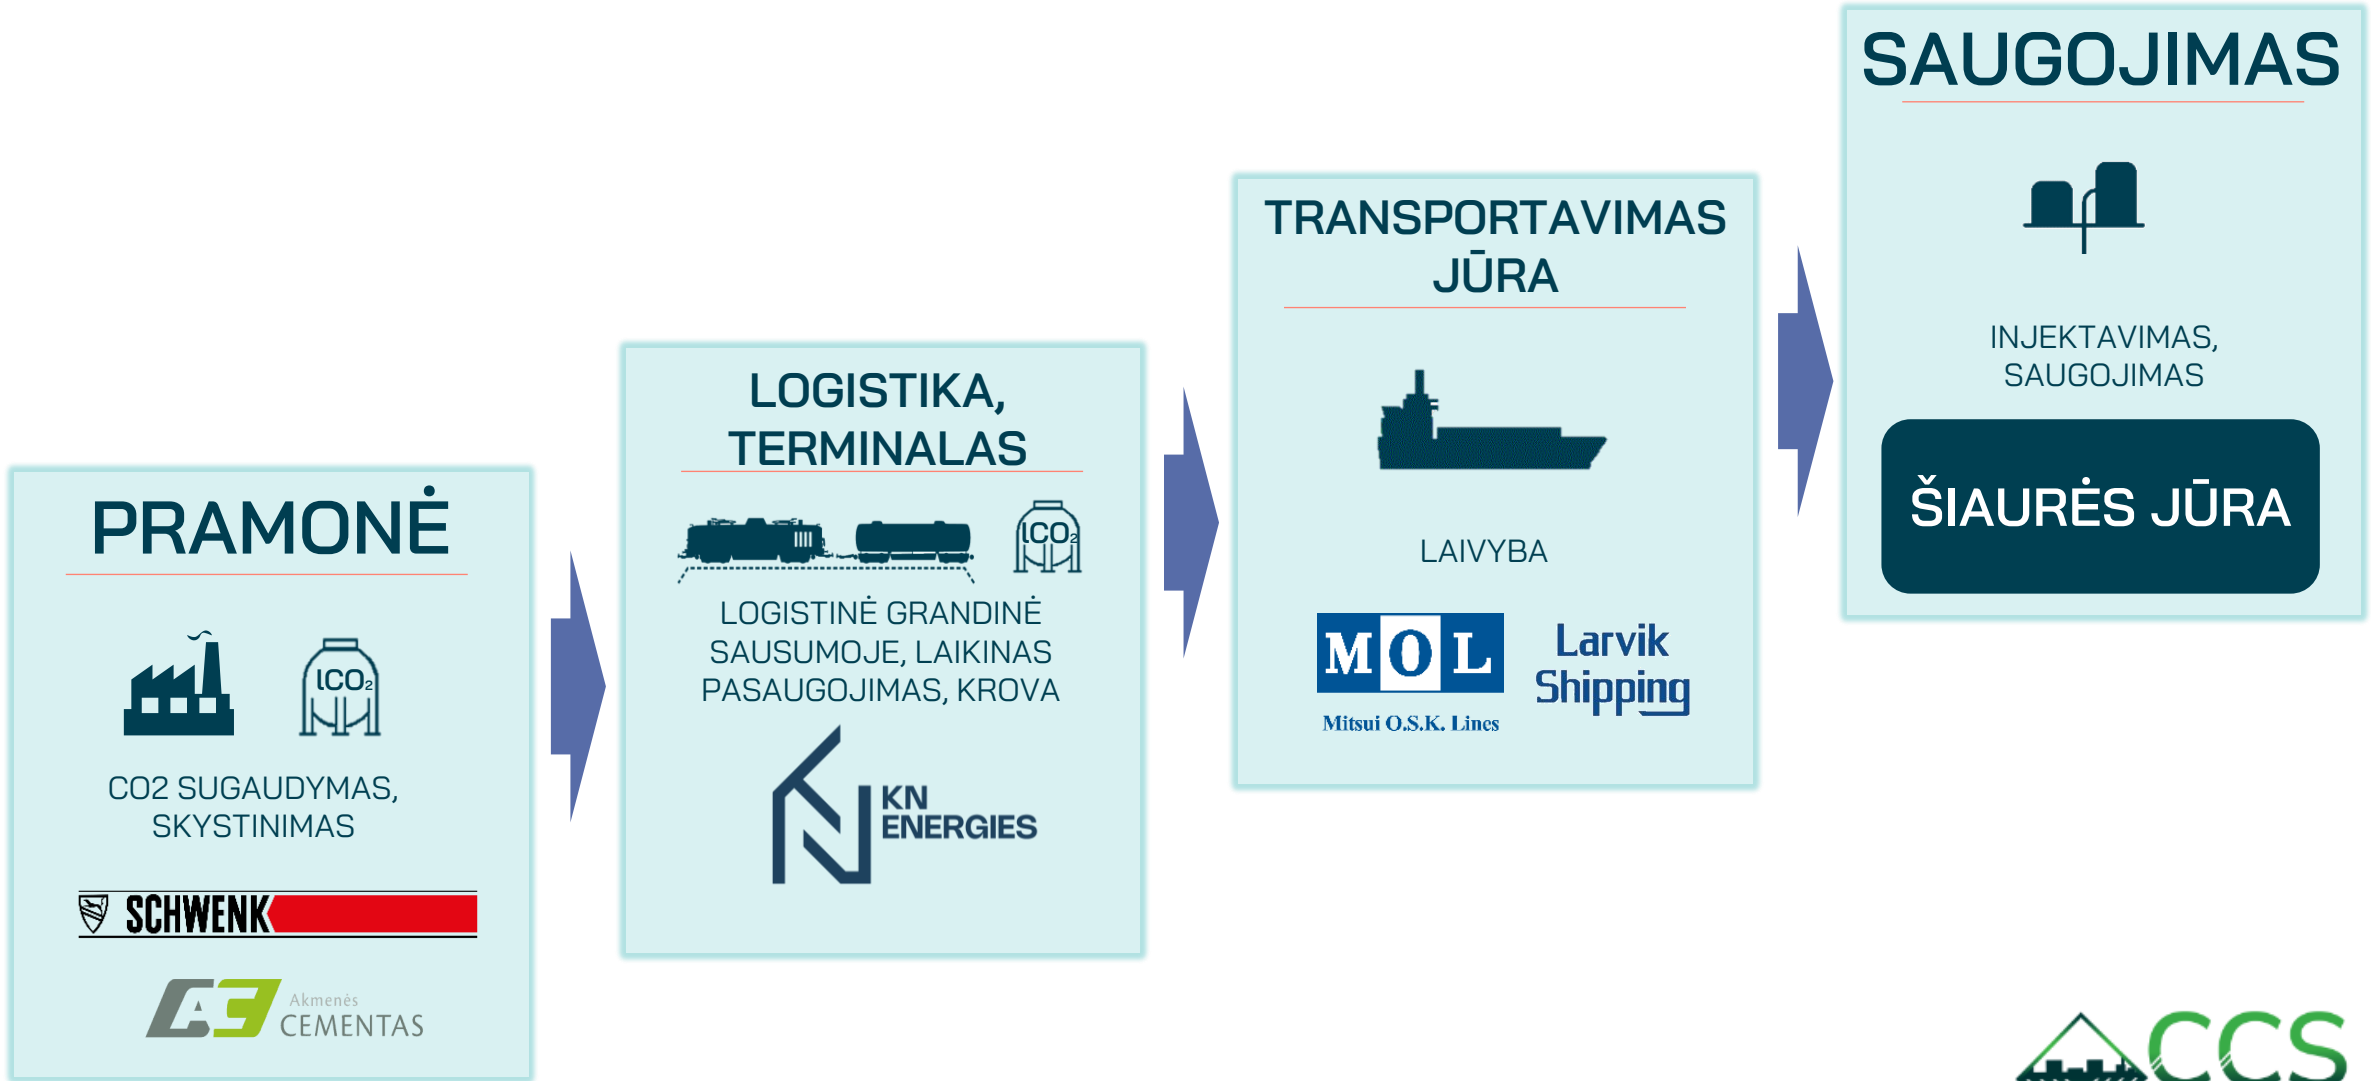 PRAMONĖ
lCO₂
CO2 SUGAUDYMAS,
SKYSTINIMAS
SCHWENK
Akmenės
CEMENTAS
LOGISTIKA,
TERMINALAS
lCO₂
LOGISTINĖ GRANDINĖ
SAUSUMOJE, LAIKINAS
PASAUGOJIMAS, KROVA
KN
ENERGIES
TRANSPORTAVIMAS
JŪRA
LAIVYBA
MOL
Mitsui O.S.K. Lines
Larvik
Shipping
SAUGOJIMAS
INJEKTAVIMAS,
SAUGOJIMAS
ŠIAURĖS JŪRA
CCS